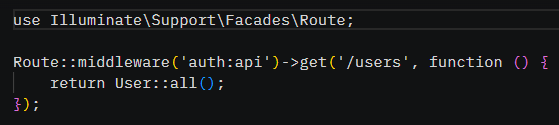 use Illuminate\Support\Facades\Route;
Route::middleware('auth:api')->get('/users', function () {
    return User::all();
});